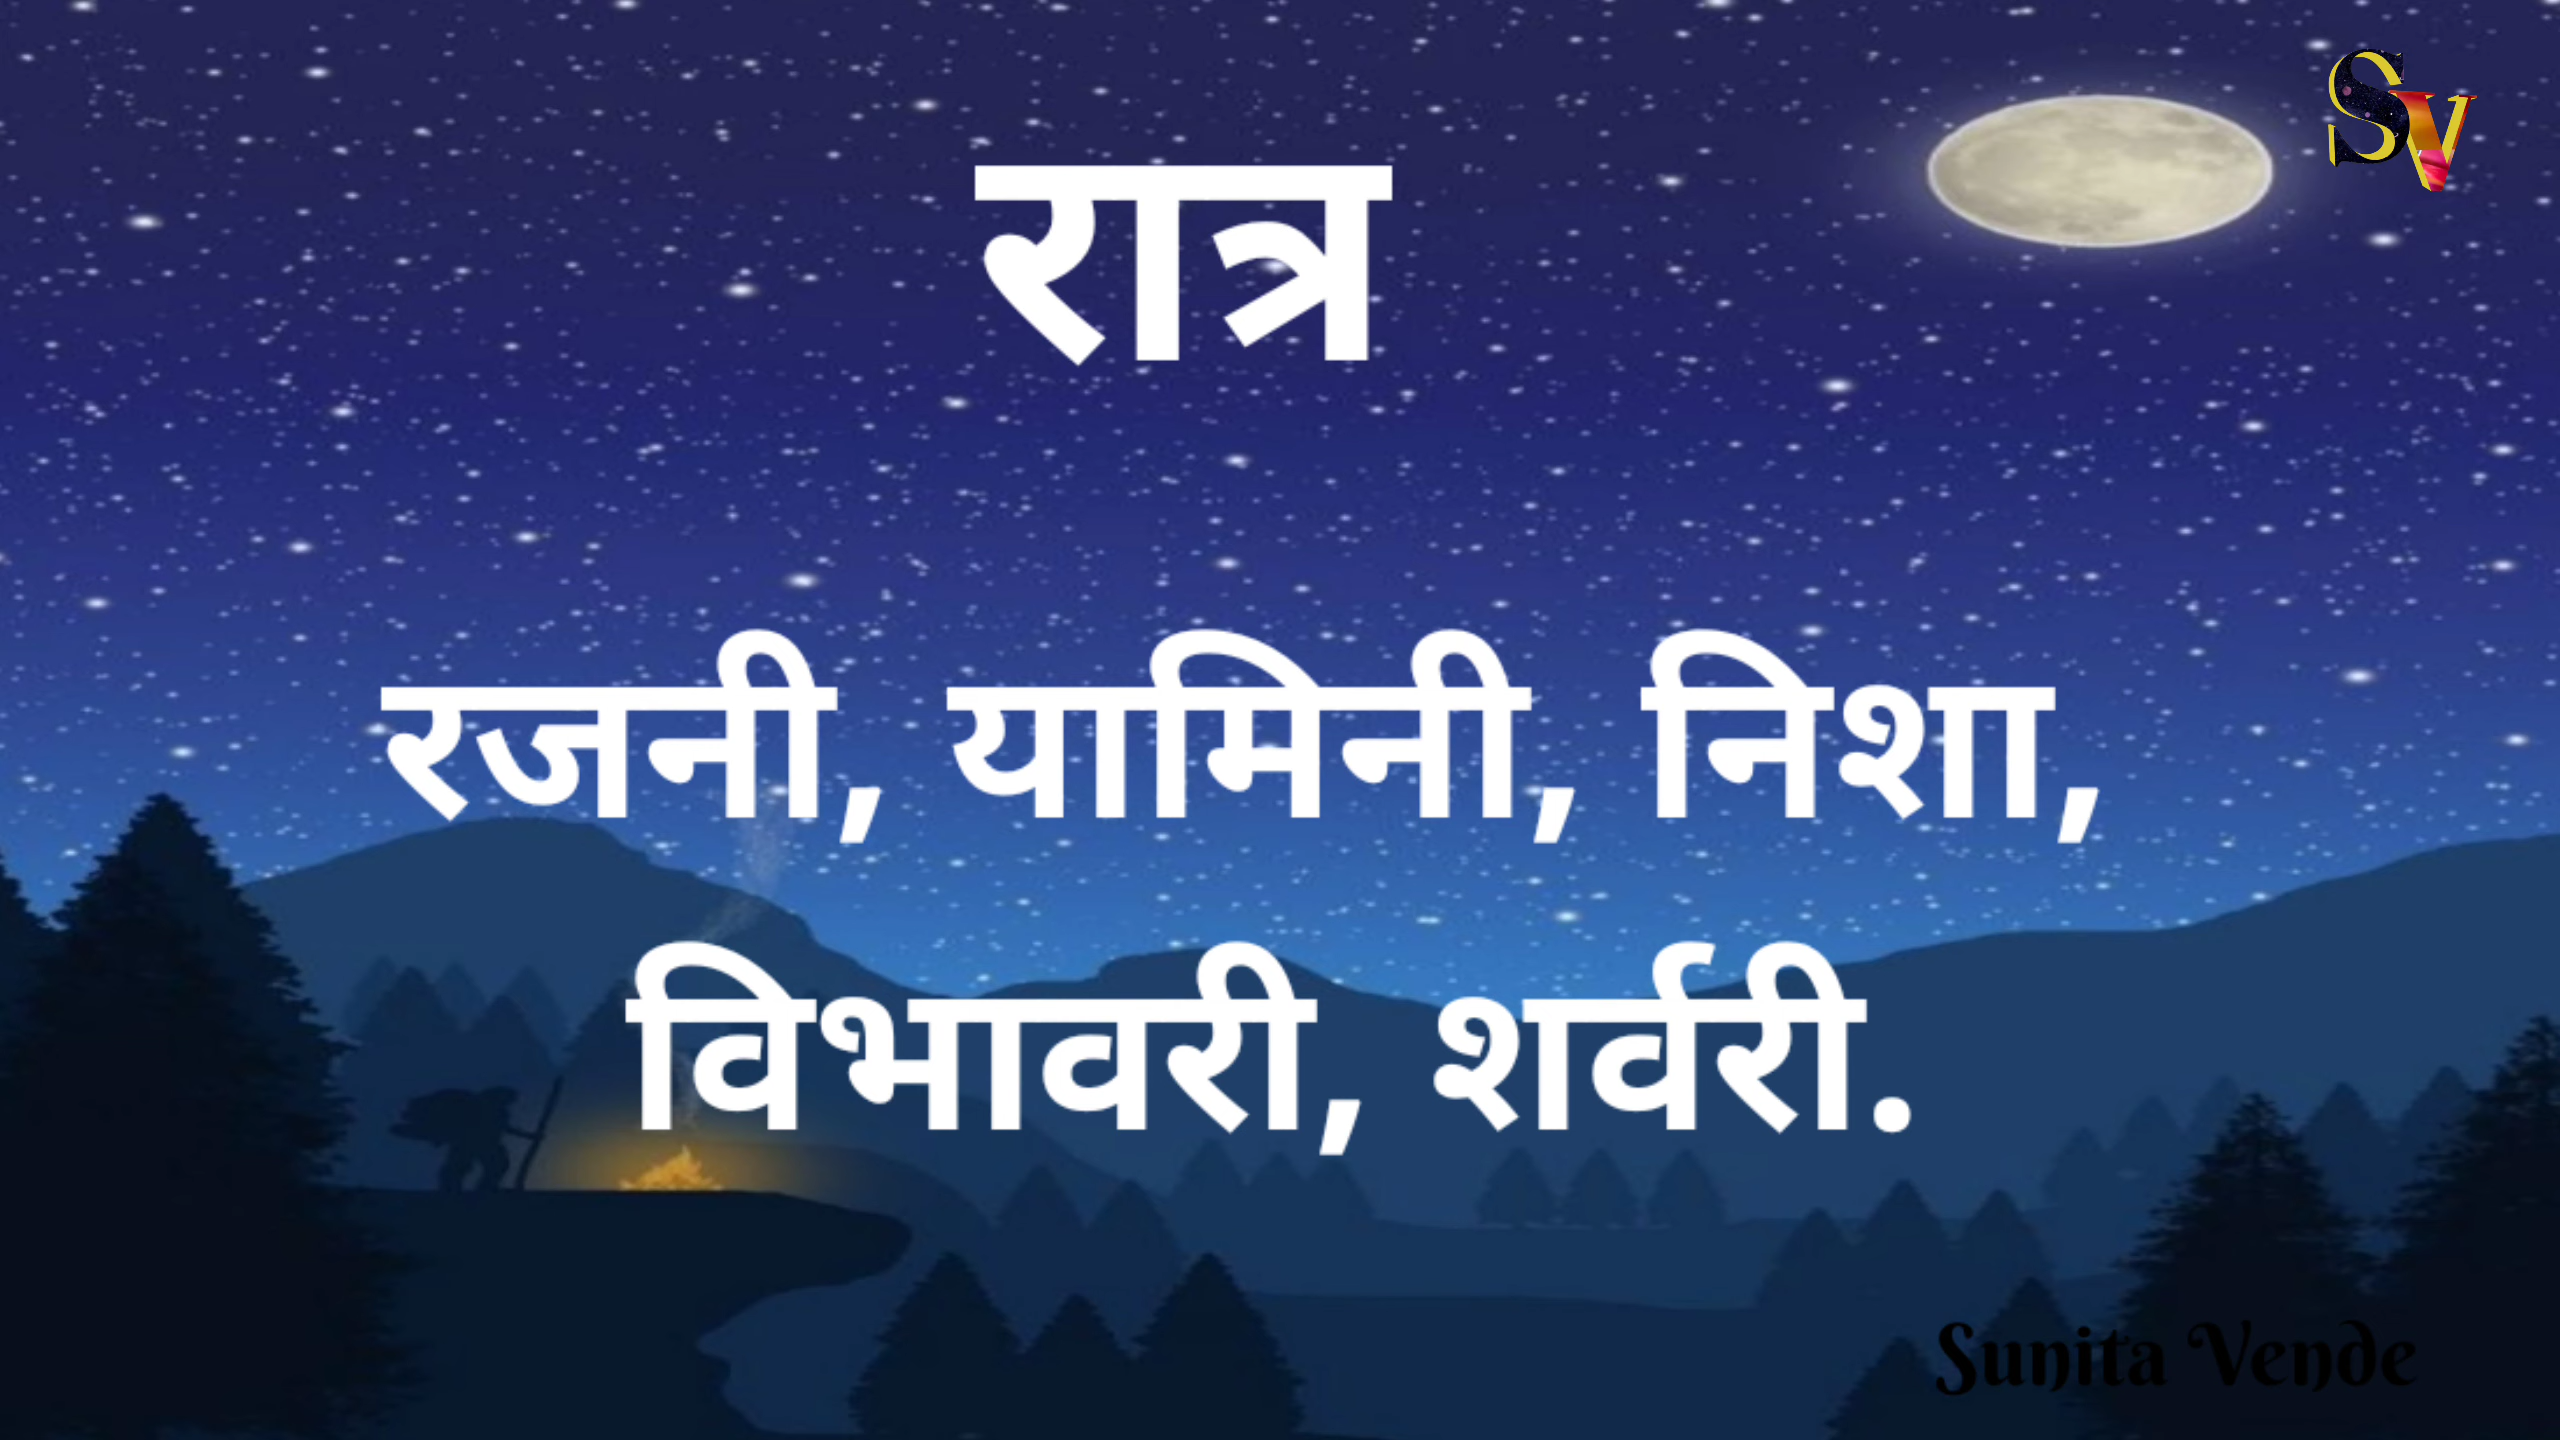 SV
रात्र
रजनी, यामिनी, निशा,
विभावरी, शर्वरी.
Sunita Vende